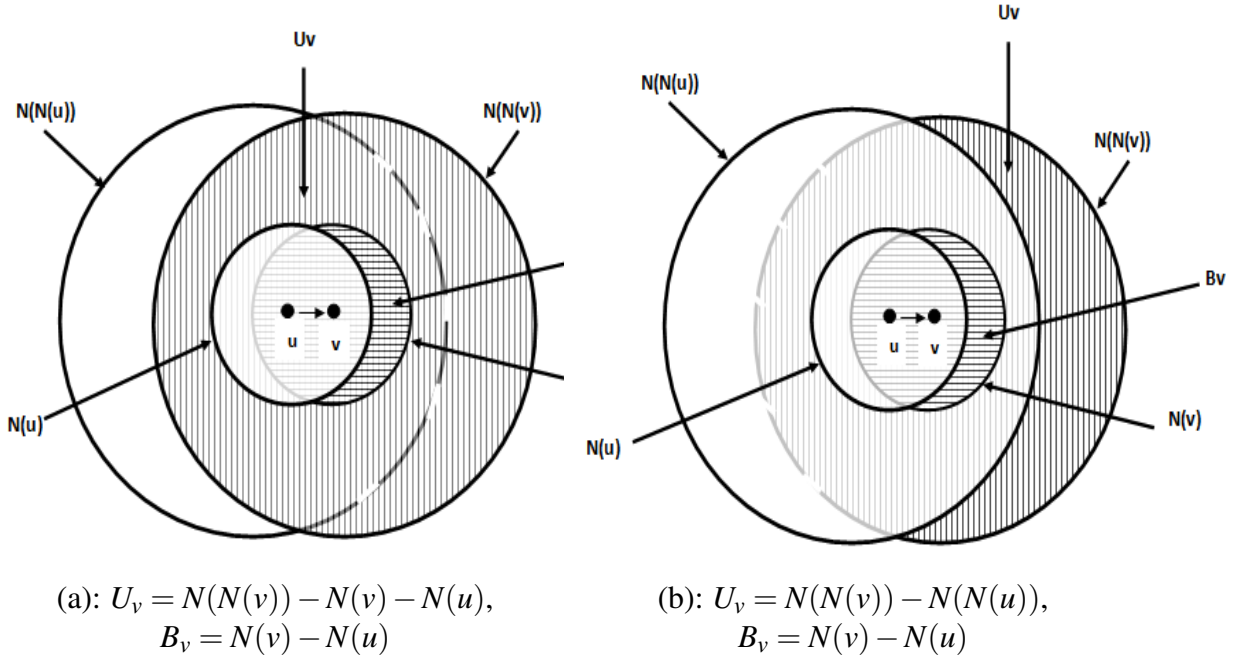 Uv
N(N(u))
N(N(v))
u
v
N(u)
Uv
N(N(u))
N(N(v))
Bv
u
v
N(u)
N(v)
(a): U_v = N(N(v)) − N(v) − N(u),
B_v = N(v) − N(u)
(b): U_v = N(N(v)) − N(N(u)),
B_v = N(v) − N(u)